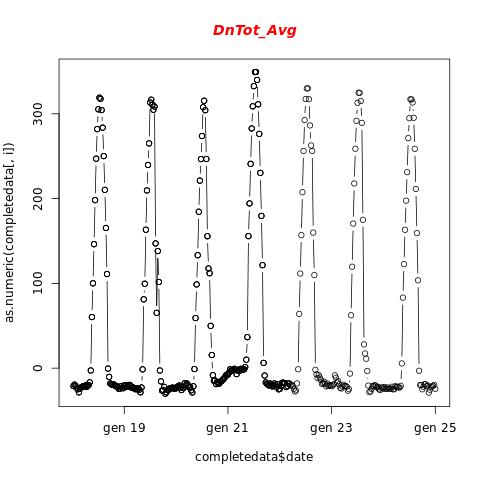 DnTot_Avg
as.numeric(completedata[, i])
300
200
100
0
gen 19
gen 21
gen 23
gen 25
completedata$date